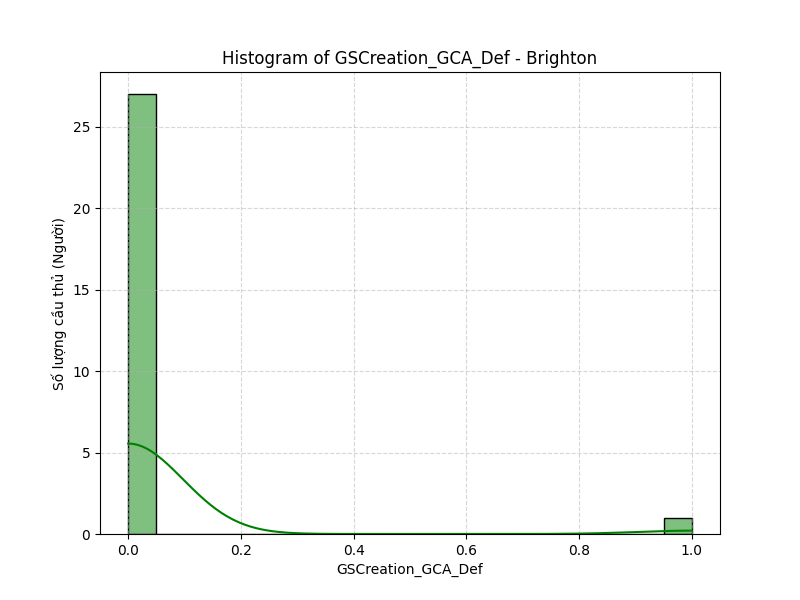 Histogram of GSCreation_GCA_Def - Brighton
Số lượng cầu thủ (Người)
25
20
15
10
5
0
0.0 0.2 0.4 0.6 0.8 1.0
GSCreation_GCA_Def